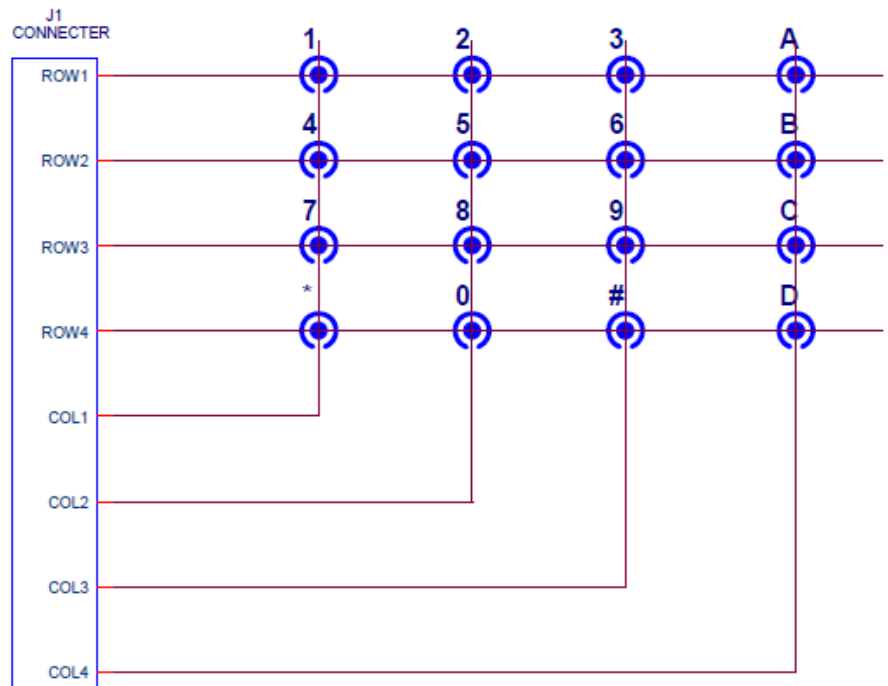 J1
CONNECTER
1 2 3 A
ROW1
4 5 6 B
ROW2
7 8 9 C
ROW3
* 0 # D
ROW4
COL1
COL2
COL3
COL4